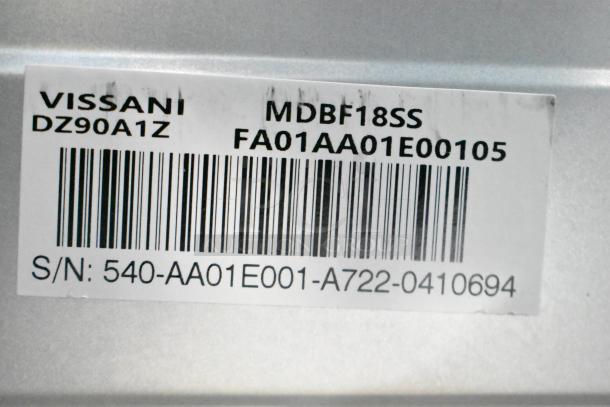 VISSANI MDBF18SS
DZ90A1Z FA01AA01E00105
S/N: 540-AA01E001-A722-0410694